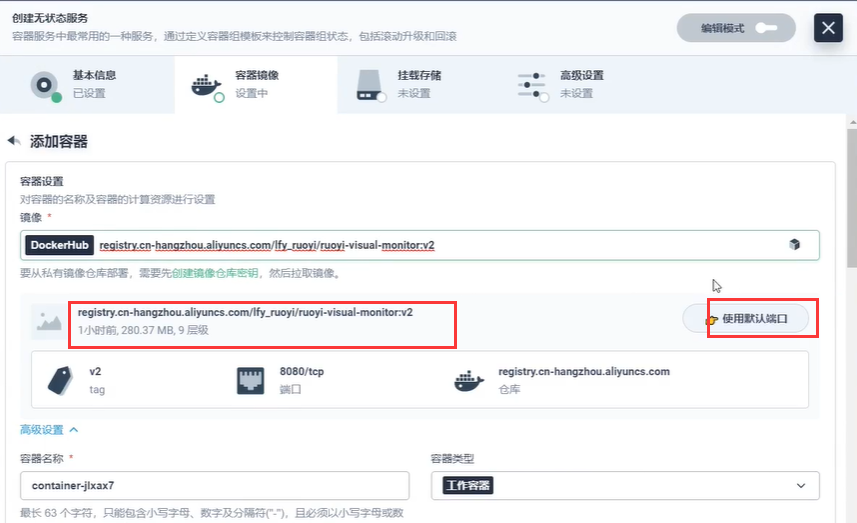 创建无状态服务
容器服务中最常用的一种服务，通过定义容器组模板来控制容器组状态，包括滚动升级和回滚
编辑模式
基本信息
已设置
容器镜像
设置中
挂载存储
未设置
高级设置
未设置
添加容器
容器设置
对容器的名称及容器的计算资源进行设置
镜像 *
DockerHub registry.cn-hangzhou.aliyuncs.com/lfy_ruoyi/ruoyi-visual-monitor:v2
要从私有镜像仓库部署，需要先创建镜像仓库密钥，然后拉取镜像。
registry.cn-hangzhou.aliyuncs.com/lfy_ruoyi/ruoyi-visual-monitor:v2
1小时前, 280.37 MB, 9 层级
使用默认端口
v2
tag
8080/tcp
端口
registry.cn-hangzhou.aliyuncs.com
仓库
高级设置
容器名称 *
container-jlxax7
最长 63 个字符，只能包含小写字母、数字及分隔符("-")，且必须以小写字母或数
容器类型
工作容器